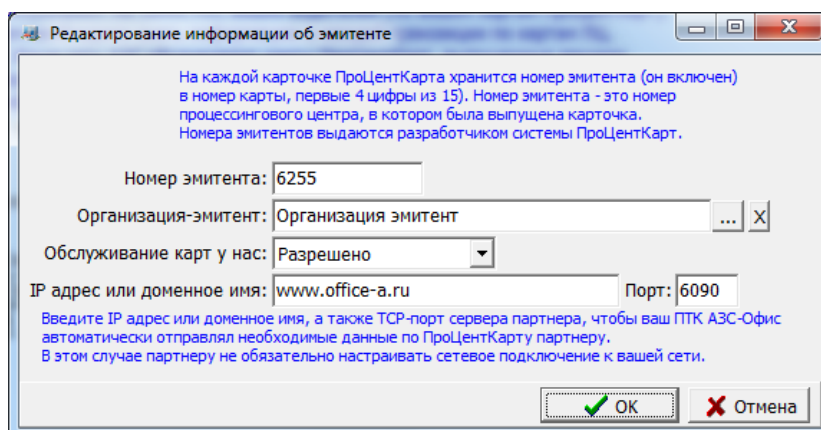 Редактирование информации об эмитенте
На каждой карточке ПроЦентКарта хранится номер эмитента (он включен)
в номер карты, первые 4 цифры из 15). Номер эмитента - это номер
процессингового центра, в котором была выпущена карточка.
Номера эмитентов выдаются разработчиком системы ПроЦентКарт.
Номер эмитента: 6255
Организация-эмитент: Организация эмитент ... X
Обслуживание карт у нас: Разрешено
IP адрес или доменное имя: www.office-a.ru Порт: 6090
Введите IP адрес или доменное имя, а также TCP-порт сервера партнера, чтобы ваш ПТК АЗС-Офис
автоматически отправлял необходимые данные по ПроЦентКарту партнеру.
В этом случае партнеру не обязательно настраивать сетевое подключение к вашей сети.
OK Отмена